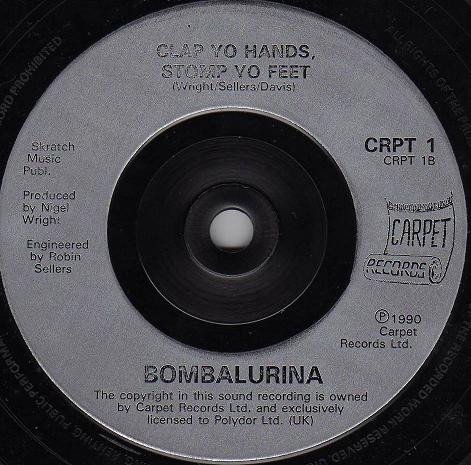 CLAP YO HANDS,
STOMP YO FEET
(Wright/Sellers/Davis)
Skratch
Music
Publ.
Produced
by Nigel
Wright
Engineered
by Robin
Sellers
CRPT 1
CRPT 1B
CARPET
RECORDS
℗ 1990
Carpet
Records Ltd.
BOMBALURINA
The copyright in this sound recording is owned
by Carpet Records Ltd. and exclusively
licensed to Polydor Ltd. (UK)